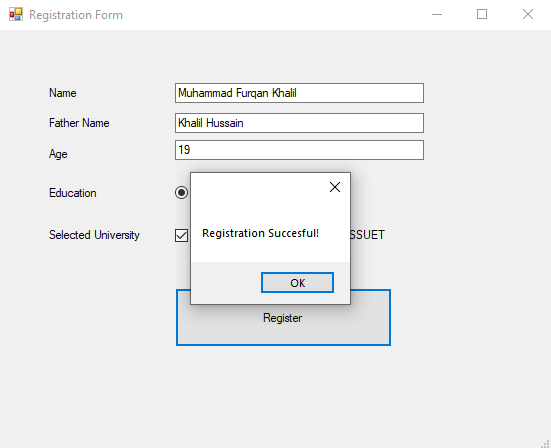 Registration Form
Name
Muhammad Furqan Khalil
Father Name
Khalil Hussain
Age
19
Education
Selected University
SSUET
Registration Succesful!
OK
Register